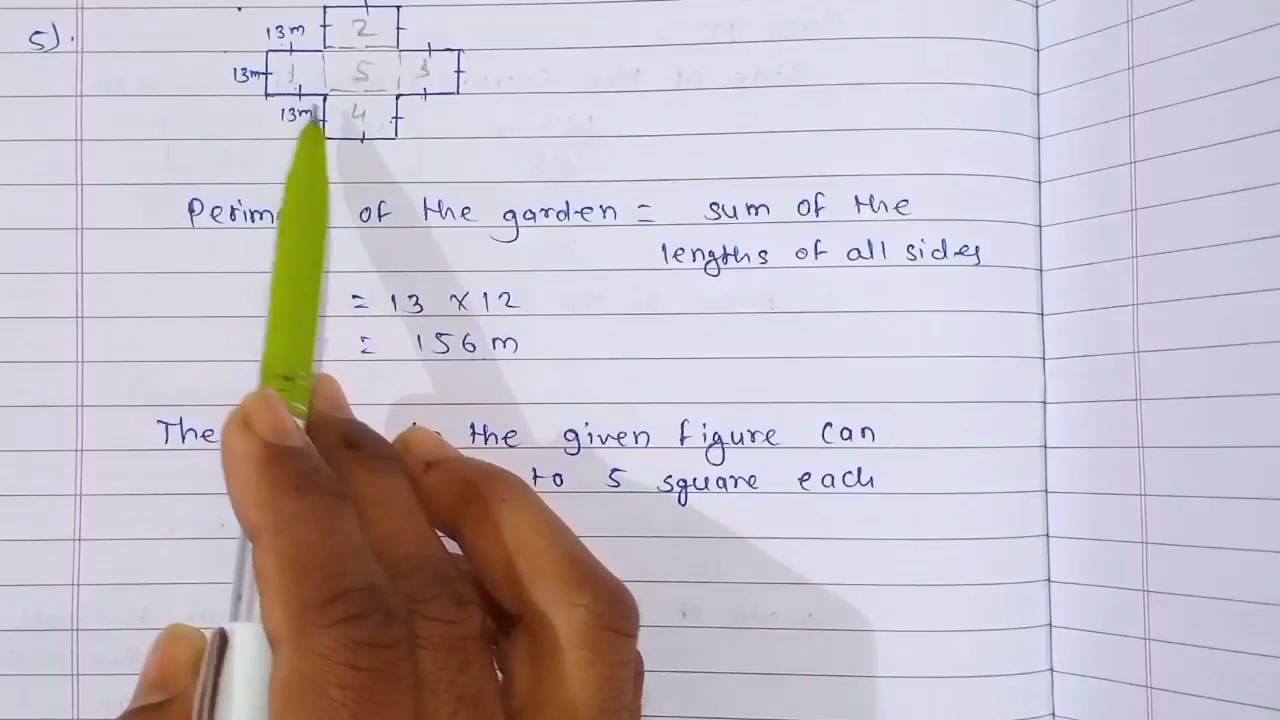 5).
13m 2
13m 1 5 3
13m 4
Perim of the garden = sum of the
lengths of all sides
= 13 x 12
= 156 m
The the given figure can
to 5 square each